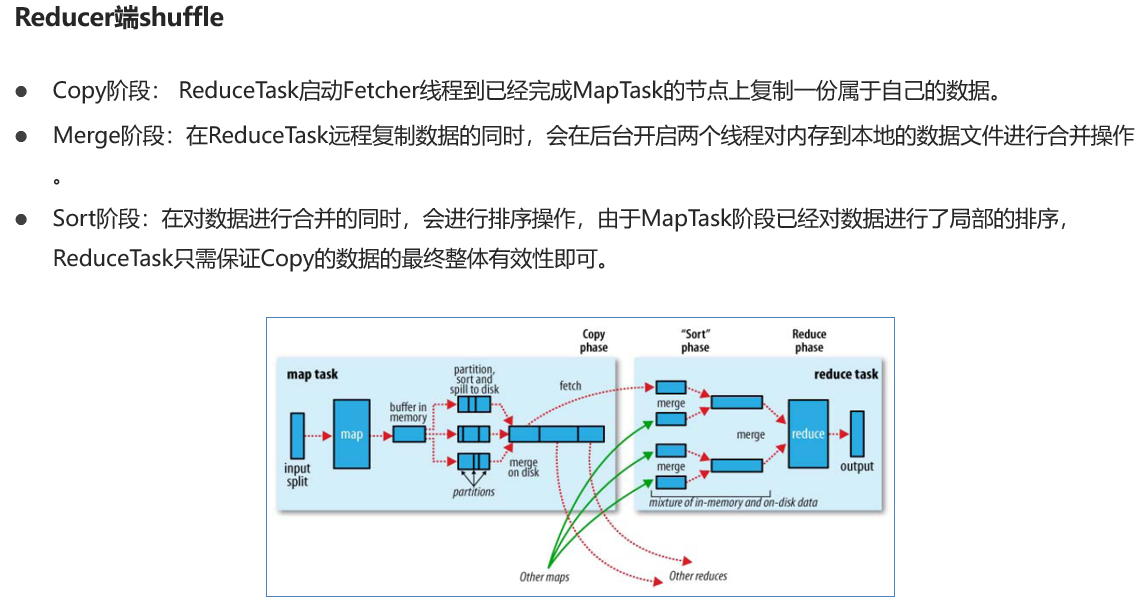 Reducer端shuffle
● Copy阶段： ReduceTask启动Fetcher线程到已经完成MapTask的节点上复制一份属于自己的数据。
● Merge阶段：在ReduceTask远程复制数据的同时，会在后台开启两个线程对内存到本地的数据文件进行合并操作
。
● Sort阶段：在对数据进行合并的同时，会进行排序操作，由于MapTask阶段已经对数据进行了局部的排序，
ReduceTask只需保证Copy的数据的最终整体有效性即可。
Copy
phase
“Sort”
phase
Reduce
phase
map task
partition,
sort and
spill to disk
fetch
reduce task
buffer in
memory
merge
map
merge
reduce
input
split
merge
on disk
merge
output
partitions
mixture of in-memory and on-disk data
Other maps
Other reduces